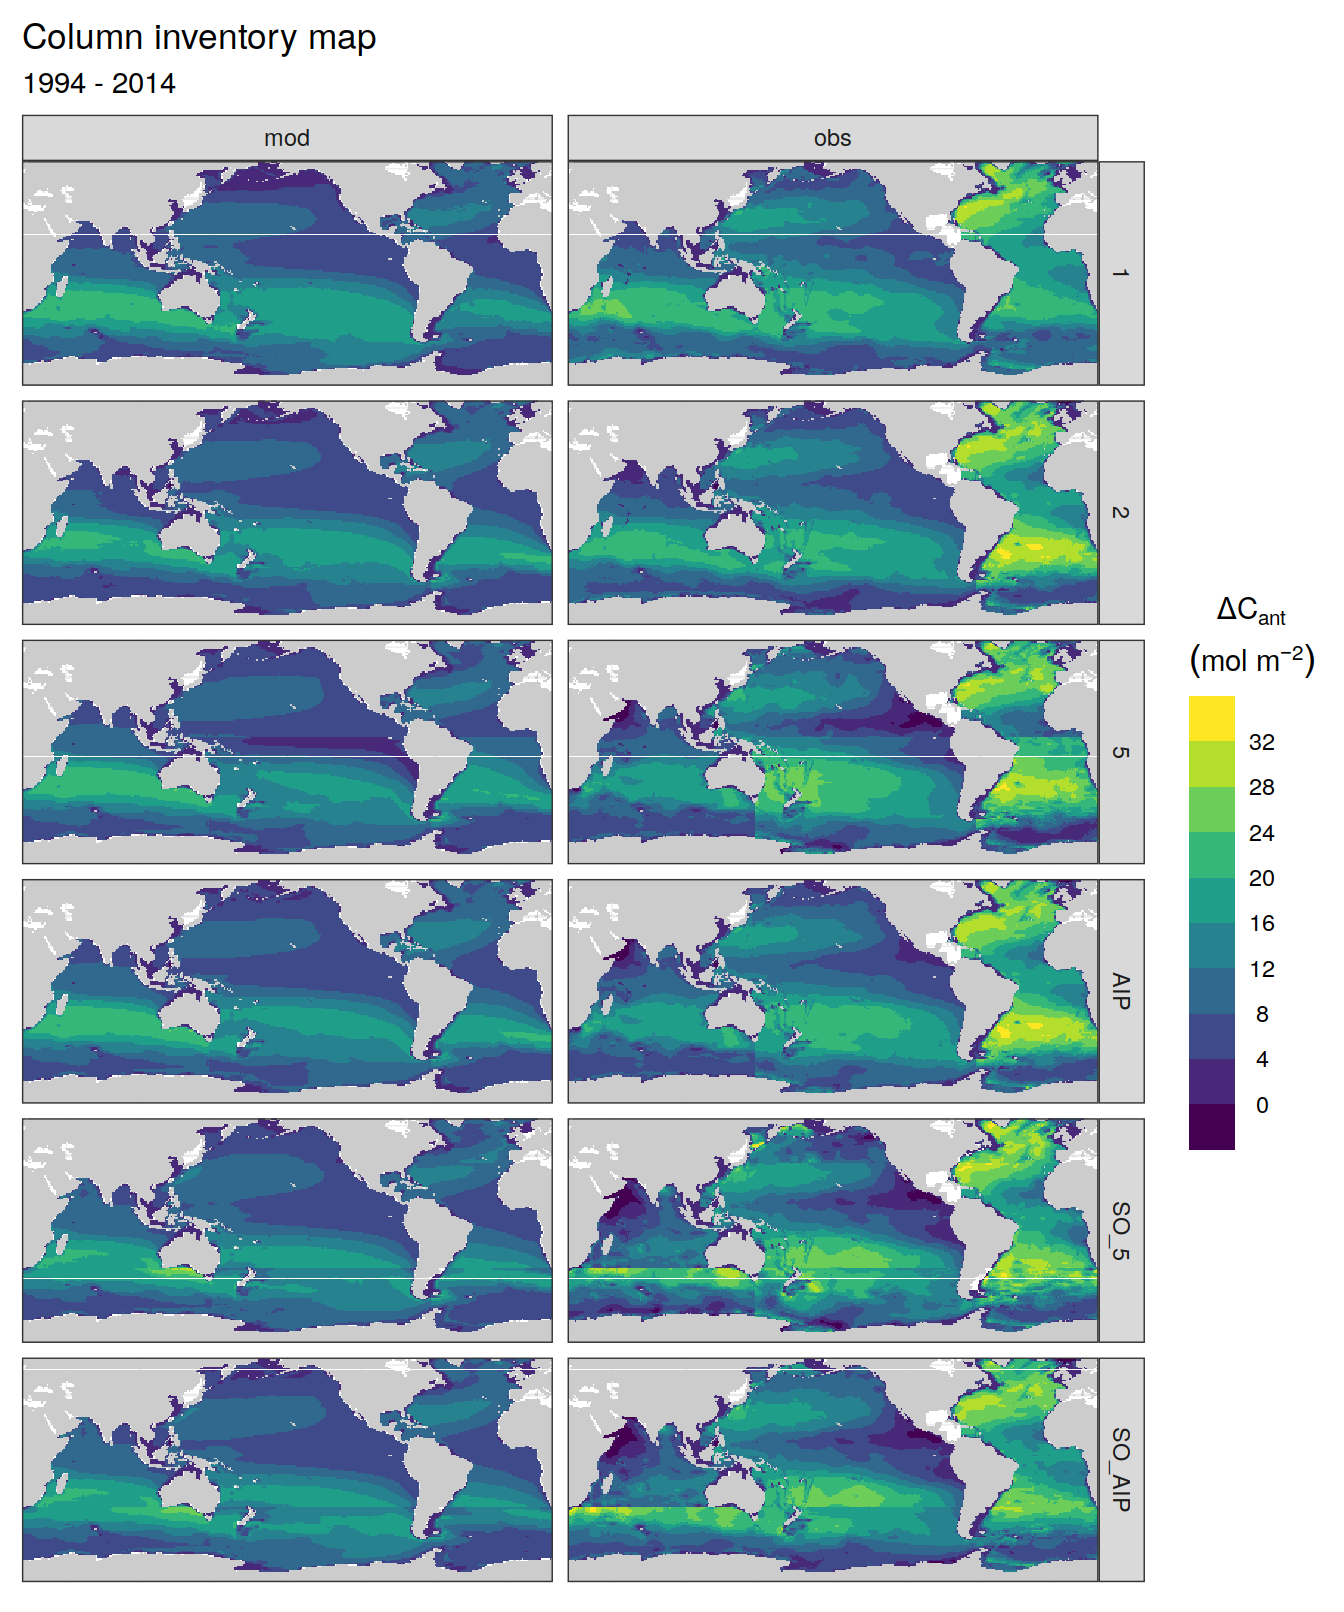 Column inventory map
1994 - 2014
mod
obs
1
2
5
AIP
SO_5
SO_AIP
ΔCant
(mol m−2)
32
28
24
20
16
12
8
4
0